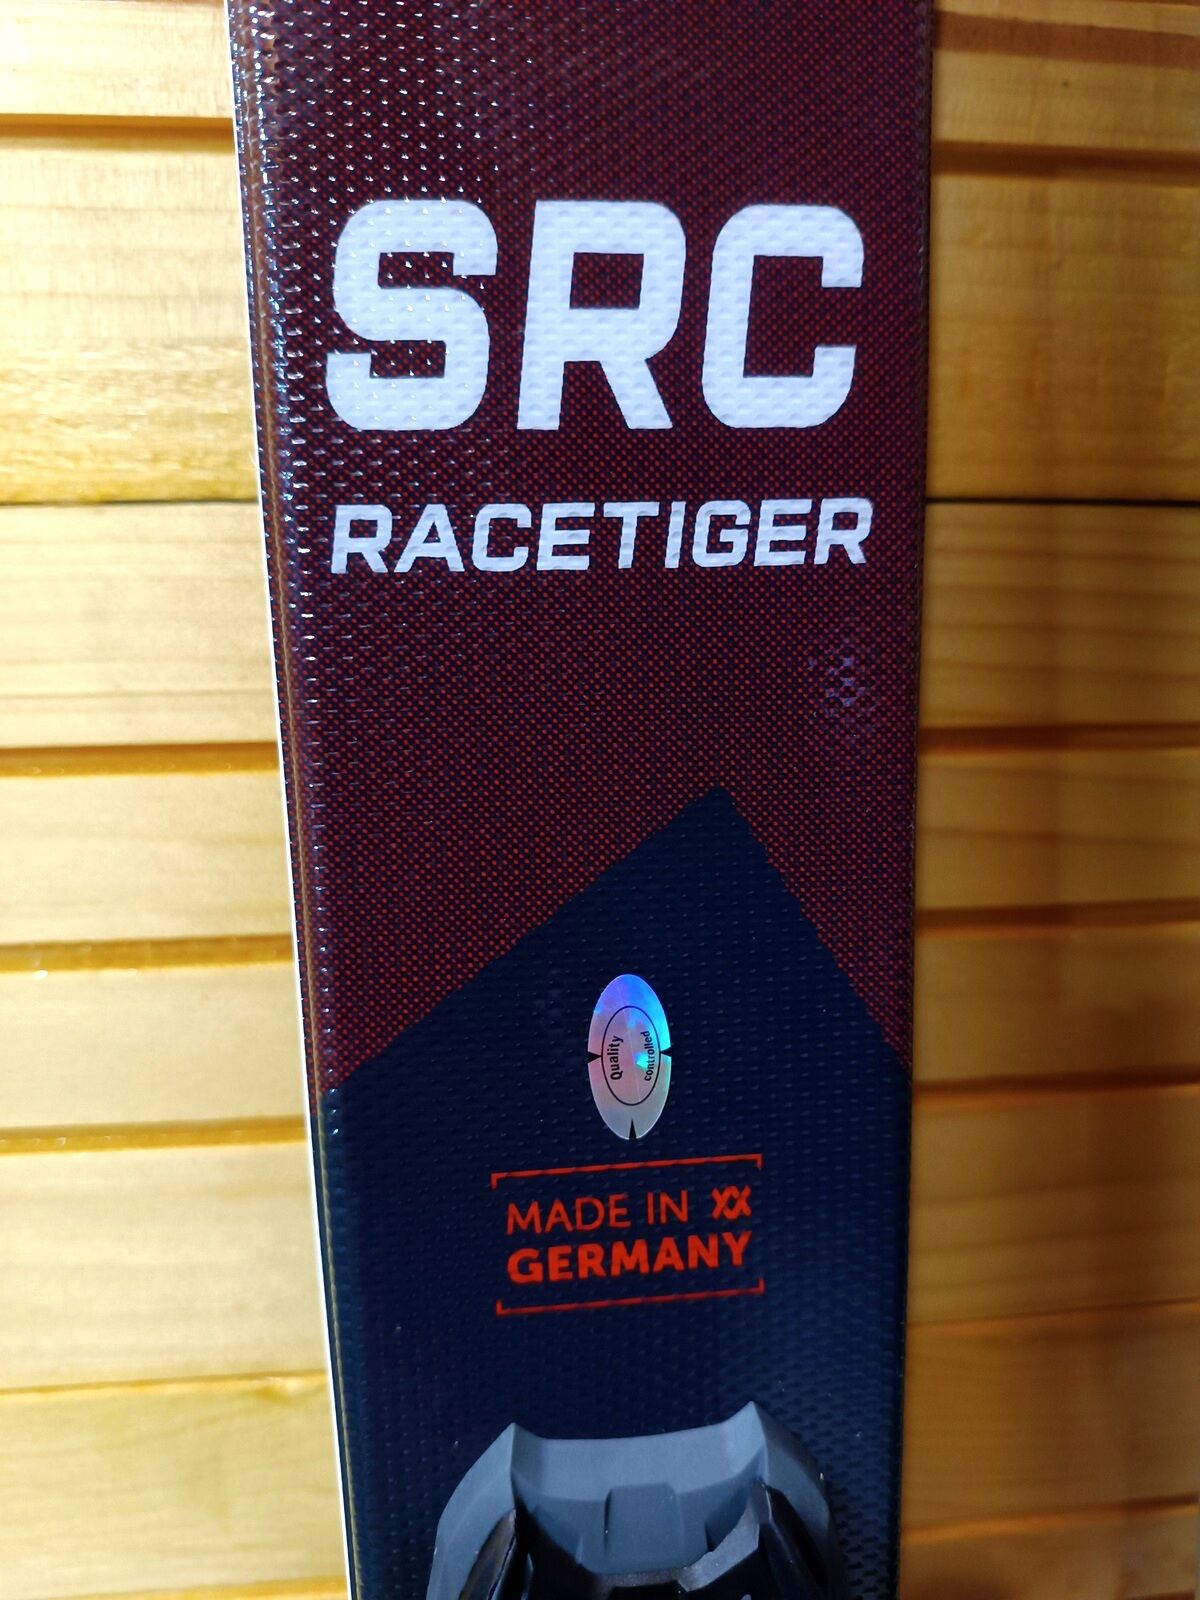 SRC
RACETIGER
Quality
controlled
MADE IN
GERMANY